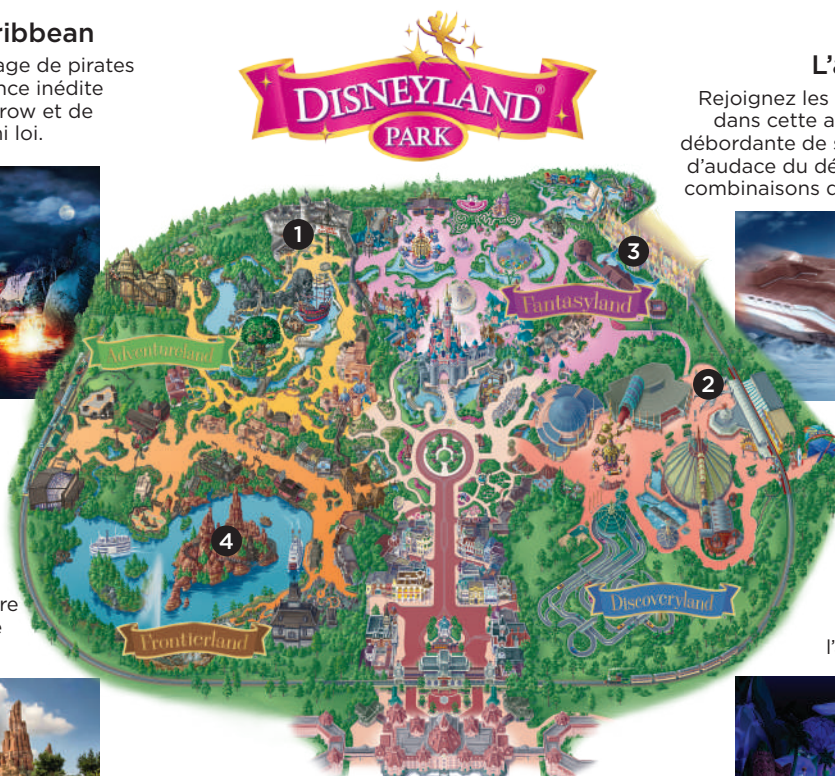 ribbean
age de pirates
nce inédite
row et de
ni loi.
DISNEYLAND®
PARK
L'a
Rejoignez les
dans cette a
débordante de s
d'audace du dé
combinaisons d
1
3
Fantasyland
Adventureland
2
4
re
e
Discoveryland
Frontierland
l'